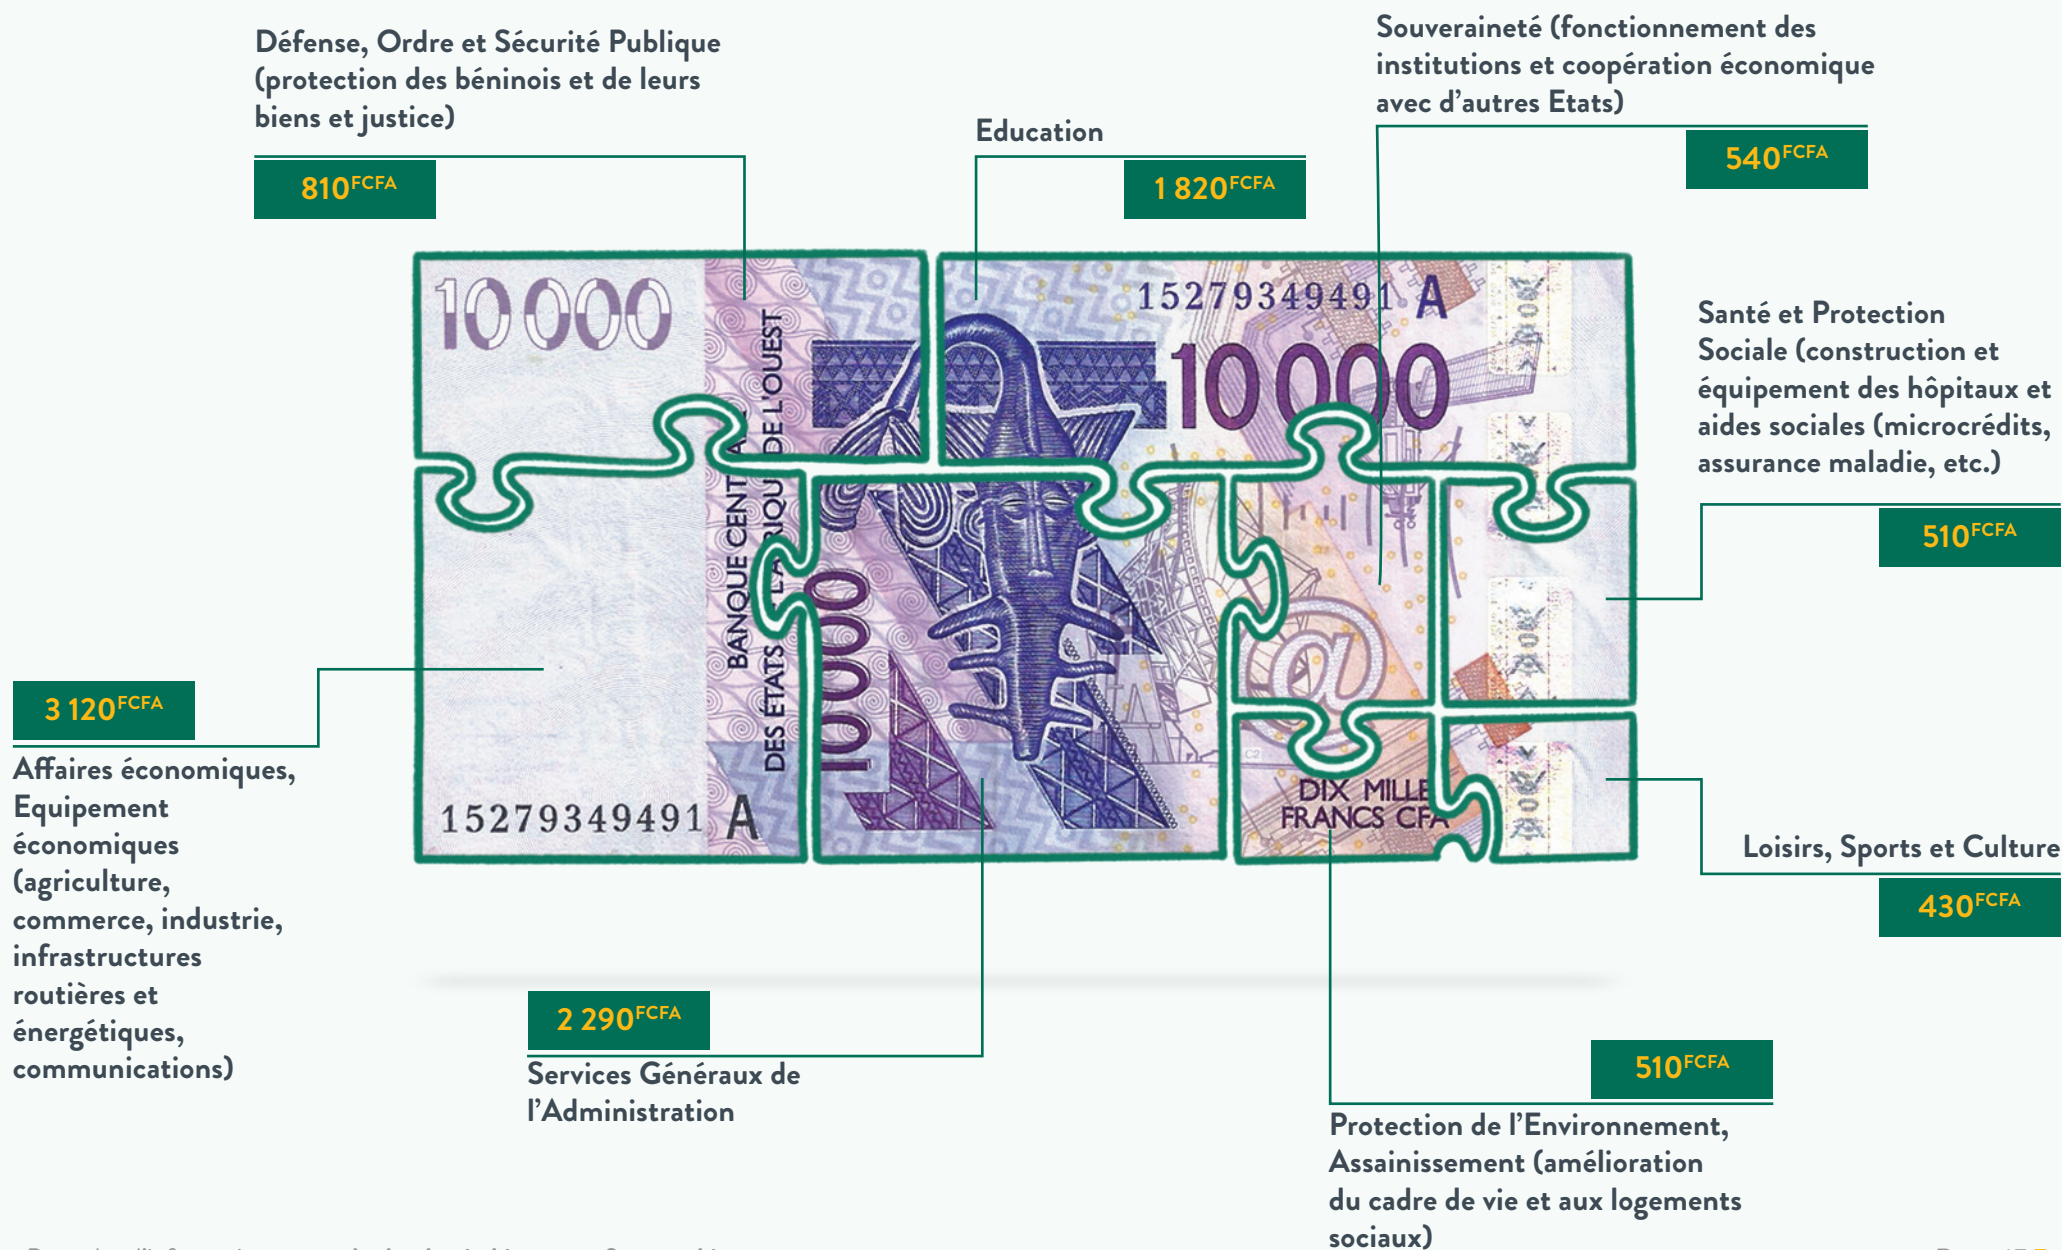 Défense, Ordre et Sécurité Publique
(protection des béninois et de leurs
biens et justice)
810FCFA
Education
1 820FCFA
Souveraineté (fonctionnement des
institutions et coopération économique
avec d'autres Etats)
540FCFA
Santé et Protection
Sociale (construction et
équipement des hôpitaux et
aides sociales (microcrédits,
assurance maladie, etc.)
510FCFA
10 000
15279349491 A
10 000
BANQUE CENT
DES ÉTATS
DE L'OUEST
10 000
15279349491 A
DIX MILLE
FRANCS CFA
3 120FCFA
Affaires économiques,
Equipement
économiques
(agriculture,
commerce, industrie,
infrastructures
routières et
énergétiques,
communications)
Loisirs, Sports et Culture
430FCFA
2 290FCFA
Services Généraux de
l'Administration
510FCFA
Protection de l'Environnement,
Assainissement (amélioration
du cadre de vie et aux logements
sociaux)